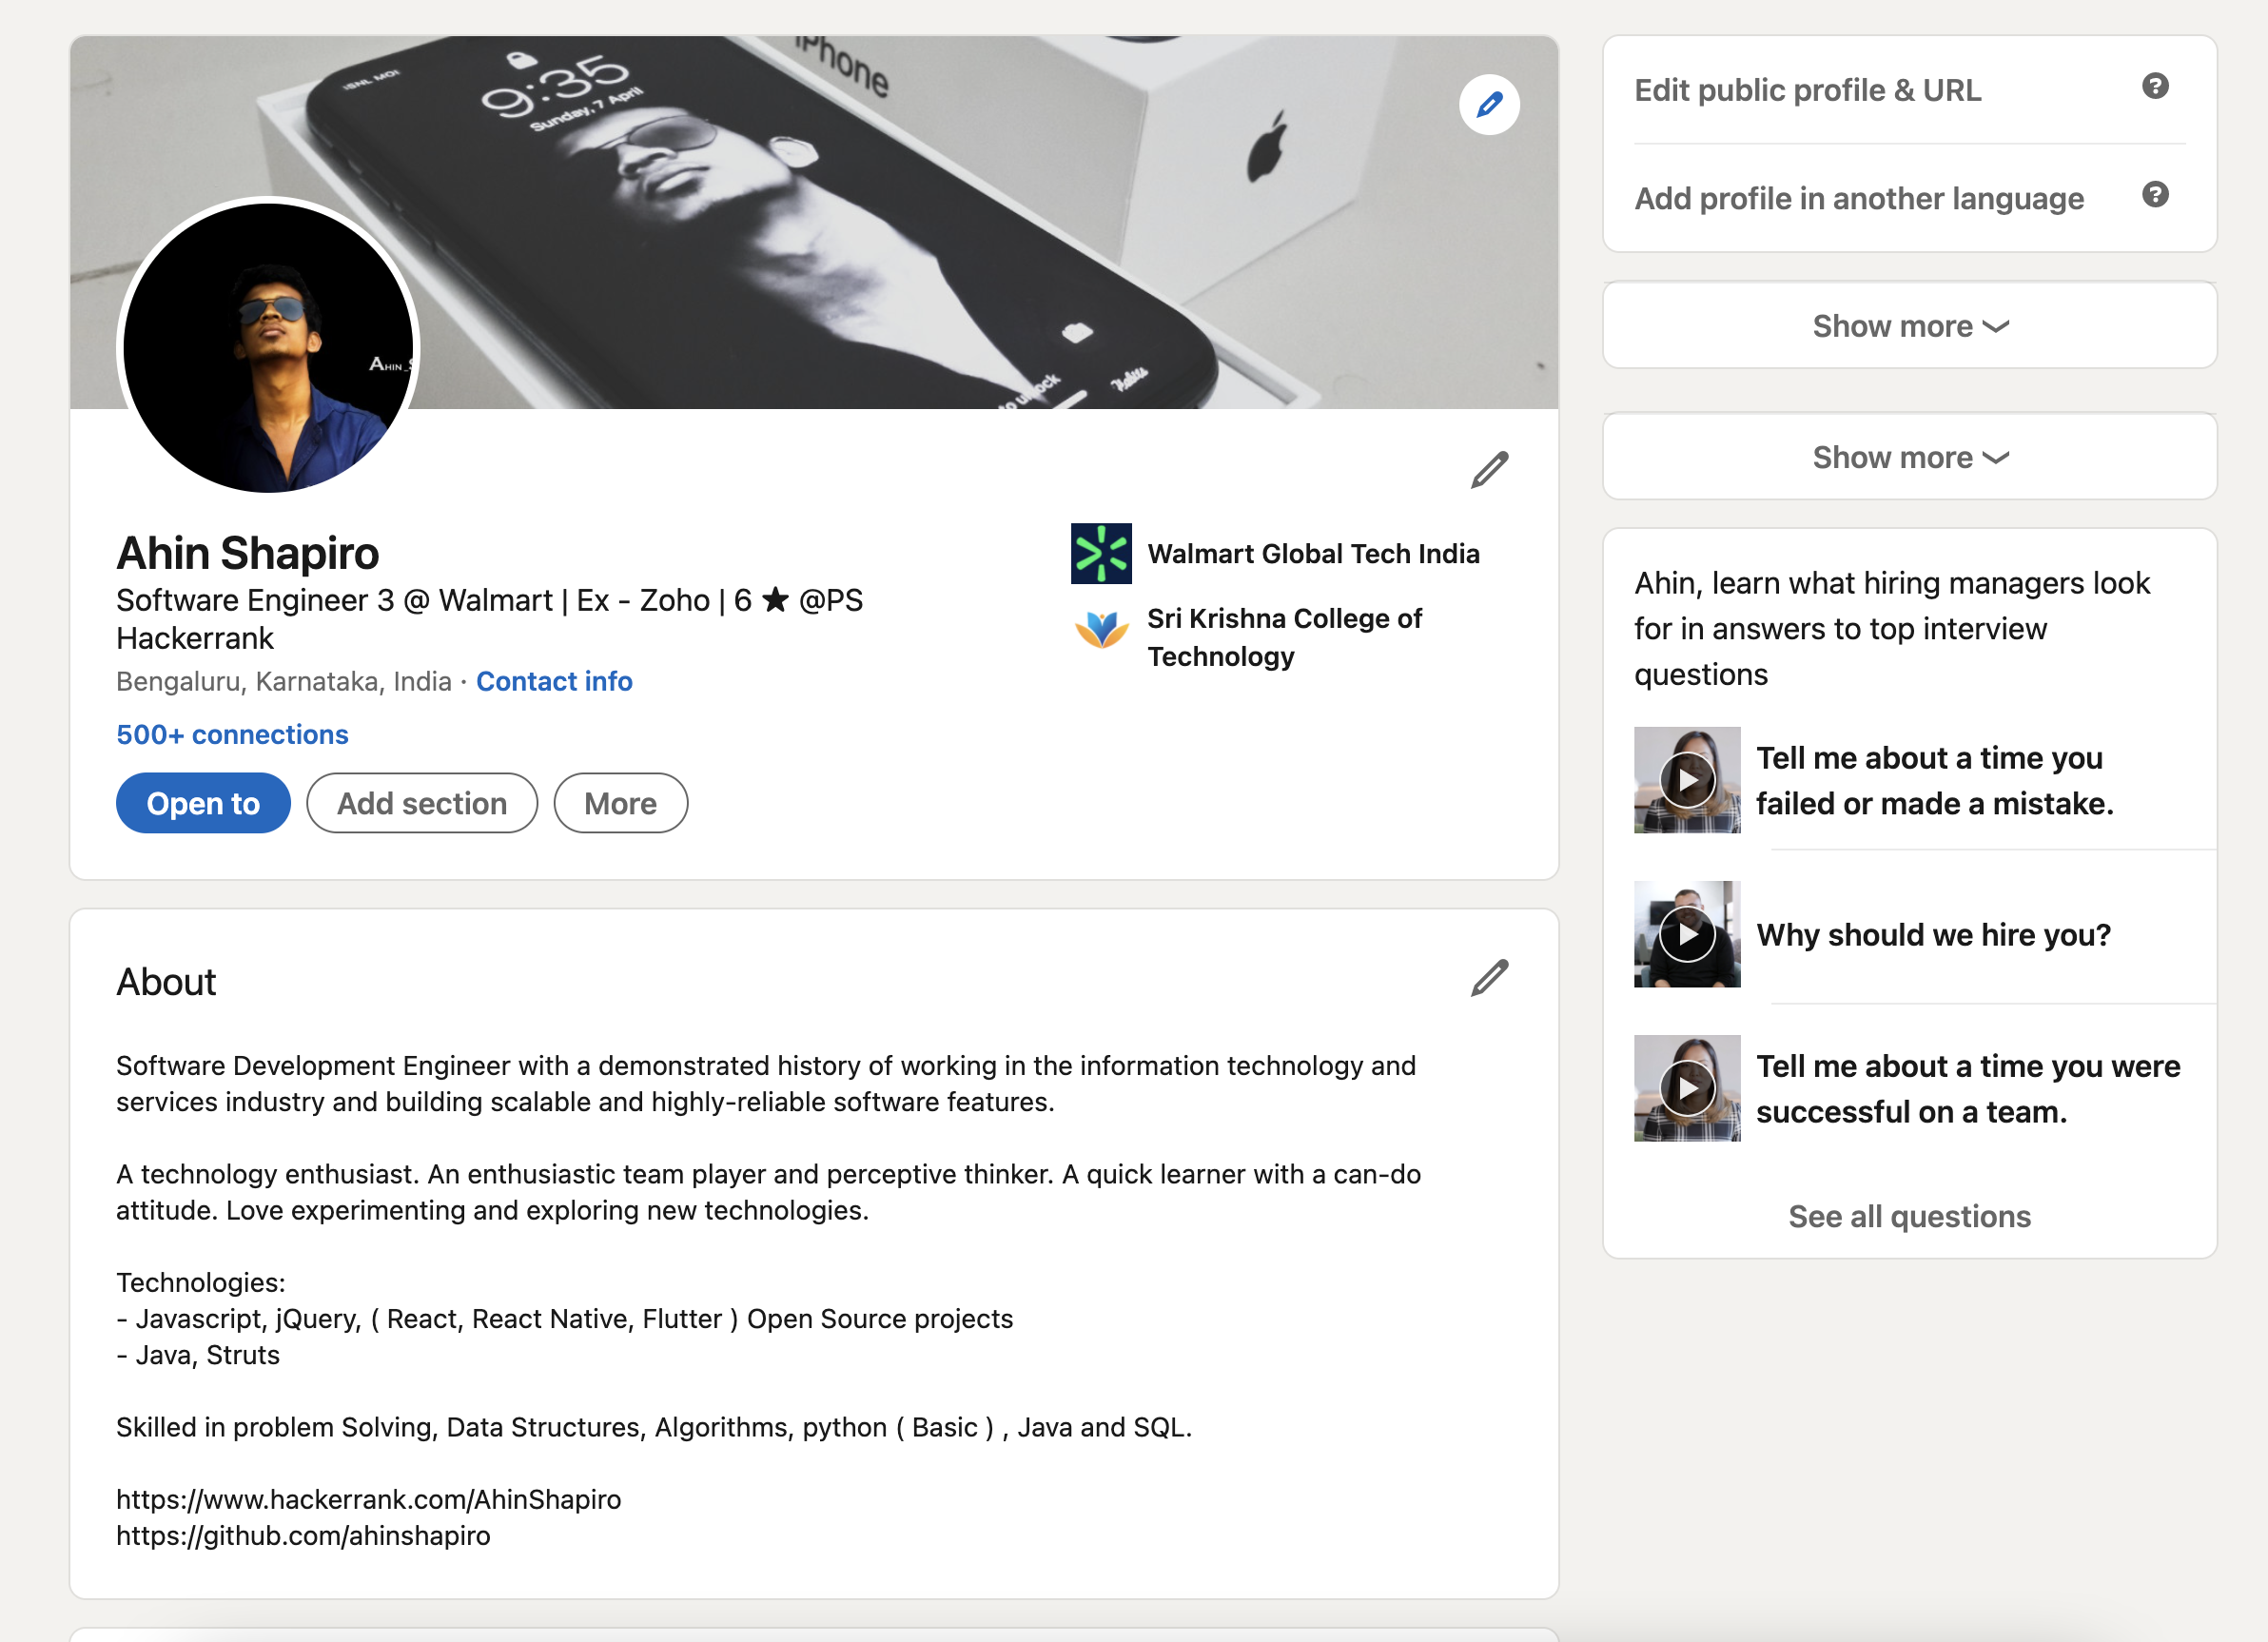 iPhone
9:35
Sunday, 7 April
AHIN_S
Ahin Shapiro
Software Engineer 3 @ Walmart | Ex - Zoho | 6 ★ @PS
Hackerrank
Bengaluru, Karnataka, India · Contact info
500+ connections
Open to
Add section
More
Walmart Global Tech India
Sri Krishna College of
Technology
About
Software Development Engineer with a demonstrated history of working in the information technology and
services industry and building scalable and highly-reliable software features.
A technology enthusiast. An enthusiastic team player and perceptive thinker. A quick learner with a can-do
attitude. Love experimenting and exploring new technologies.
Technologies:
- Javascript, jQuery, ( React, React Native, Flutter ) Open Source projects
- Java, Struts
Skilled in problem Solving, Data Structures, Algorithms, python ( Basic ) , Java and SQL.
https://www.hackerrank.com/AhinShapiro
https://github.com/ahinshapiro
Edit public profile & URL
Add profile in another language
Show more
Show more
Ahin, learn what hiring managers look
for in answers to top interview
questions
Tell me about a time you
failed or made a mistake.
Why should we hire you?
Tell me about a time you were
successful on a team.
See all questions